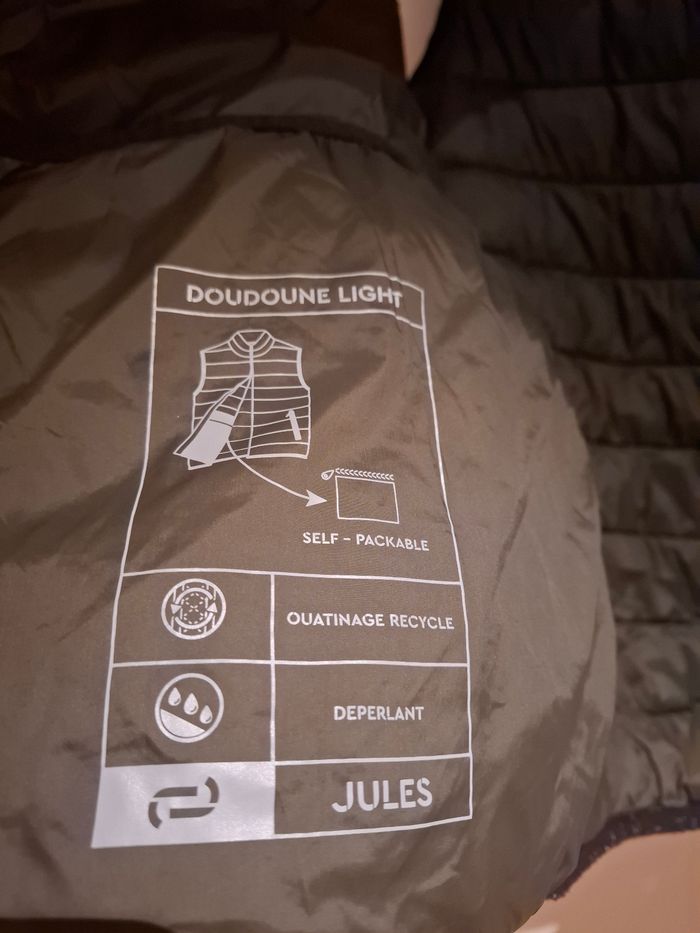 DOUDOUNE LIGHT
SELF - PACKABLE
OUATINAGE RECYCLE
DEPERLANT
JULES